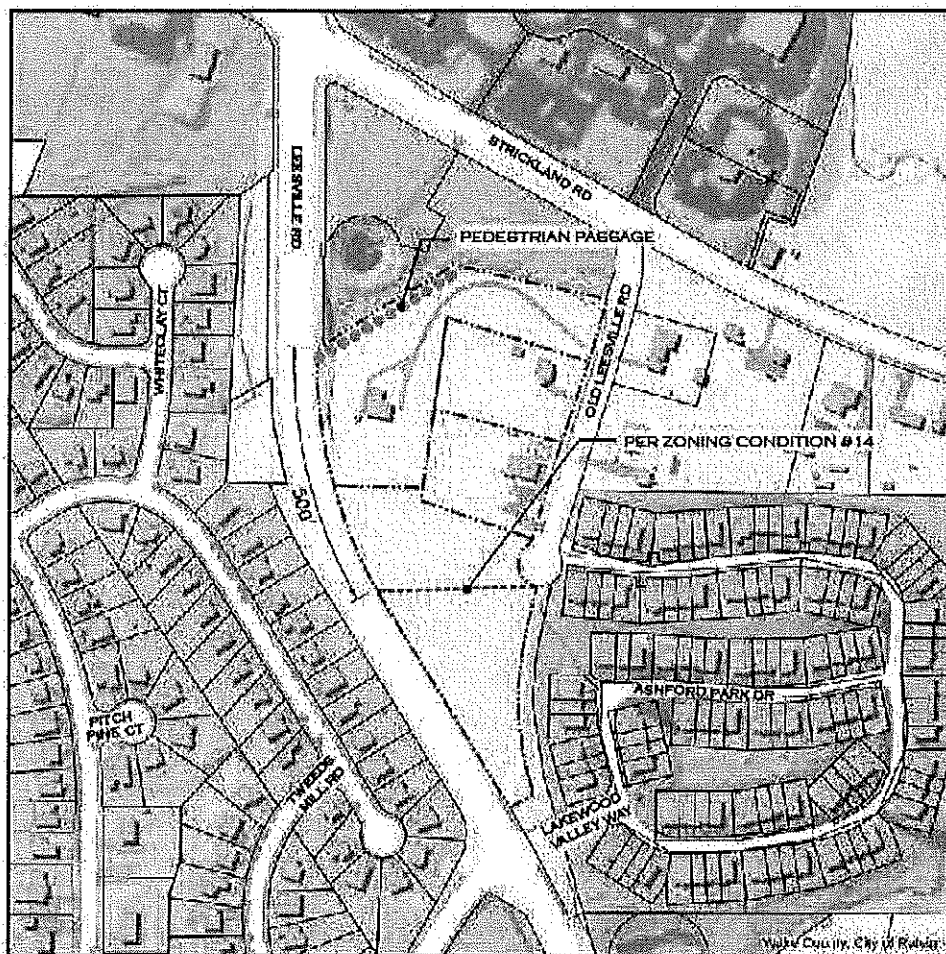 STRICKLAND RD
LEESVILLE RD
PEDESTRIAN PASSAGE
WHITECLAY CT
OLD LEESVILLE RD
PER ZONING CONDITION #14
500'
ASHFORD PARK DR
PITCH
PINE CT
TWEEDS
MILL RD
LAKEWOOD
VALLEY WAY
Wake County, City of Raleigh